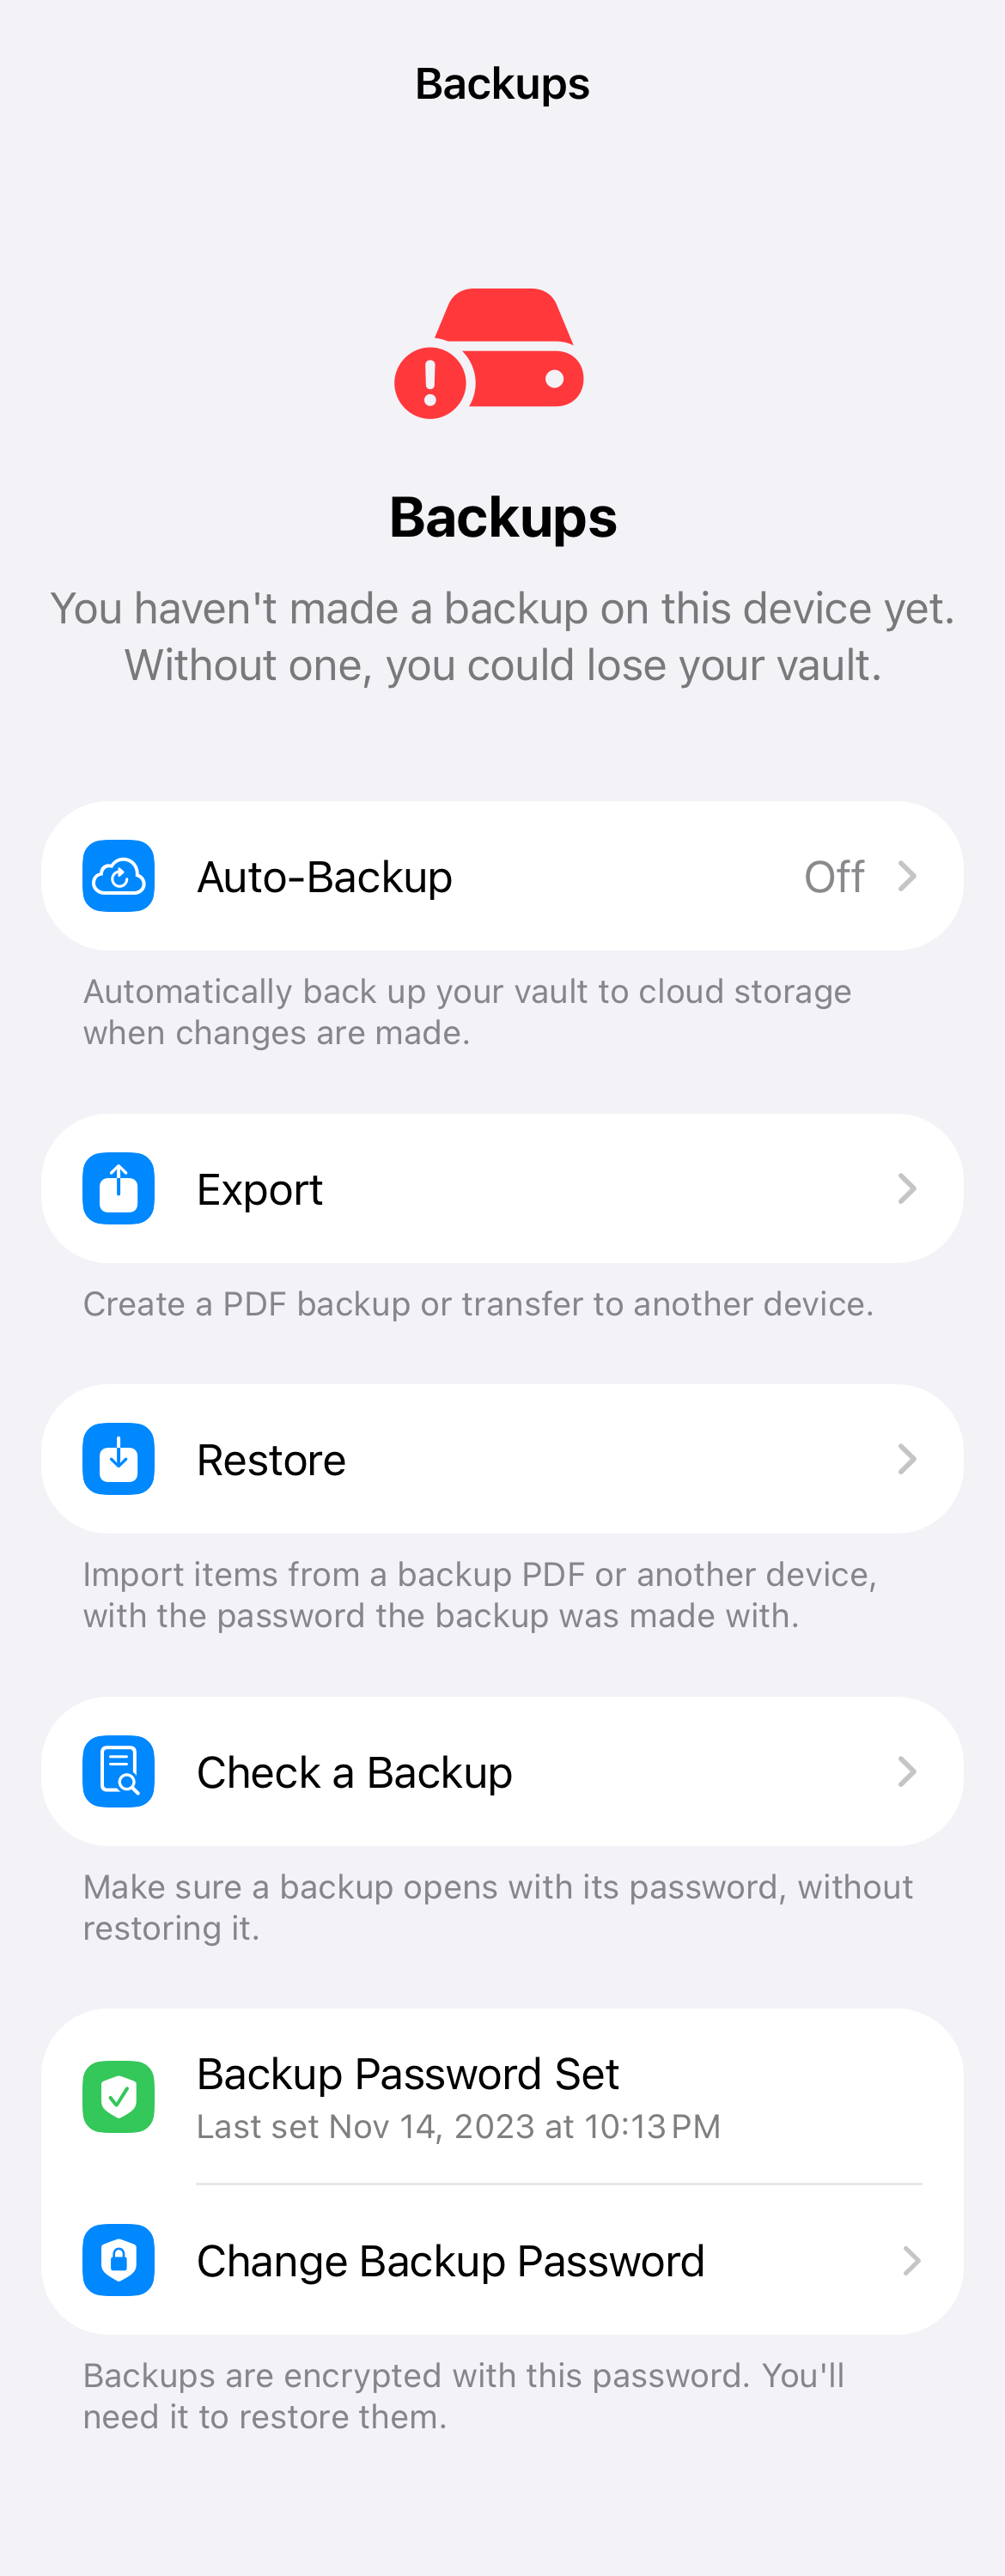 Backups
Backups
You haven't made a backup on this device yet.
Without one, you could lose your vault.
Auto-Backup
Off
Automatically back up your vault to cloud storage
when changes are made.
Export
Create a PDF backup or transfer to another device.
Restore
Import items from a backup PDF or another device,
with the password the backup was made with.
Check a Backup
Make sure a backup opens with its password, without
restoring it.
Backup Password Set
Last set Nov 14, 2023 at 10:13 PM
Change Backup Password
Backups are encrypted with this password. You'll
need it to restore them.